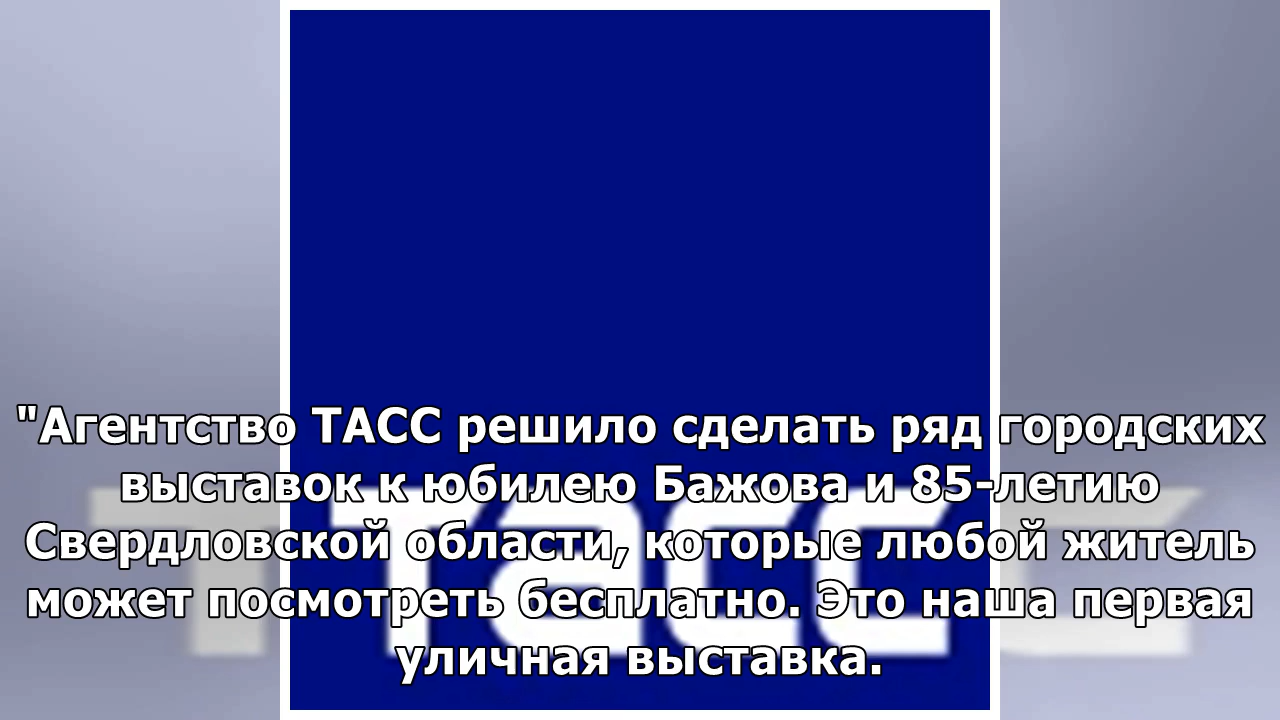 "Агентство ТАСС решило сделать ряд городских
выставок к юбилею Бажова и 85-летию
Свердловской области, которые любой житель
может посмотреть бесплатно. Это наша первая
уличная выставка.
тасс